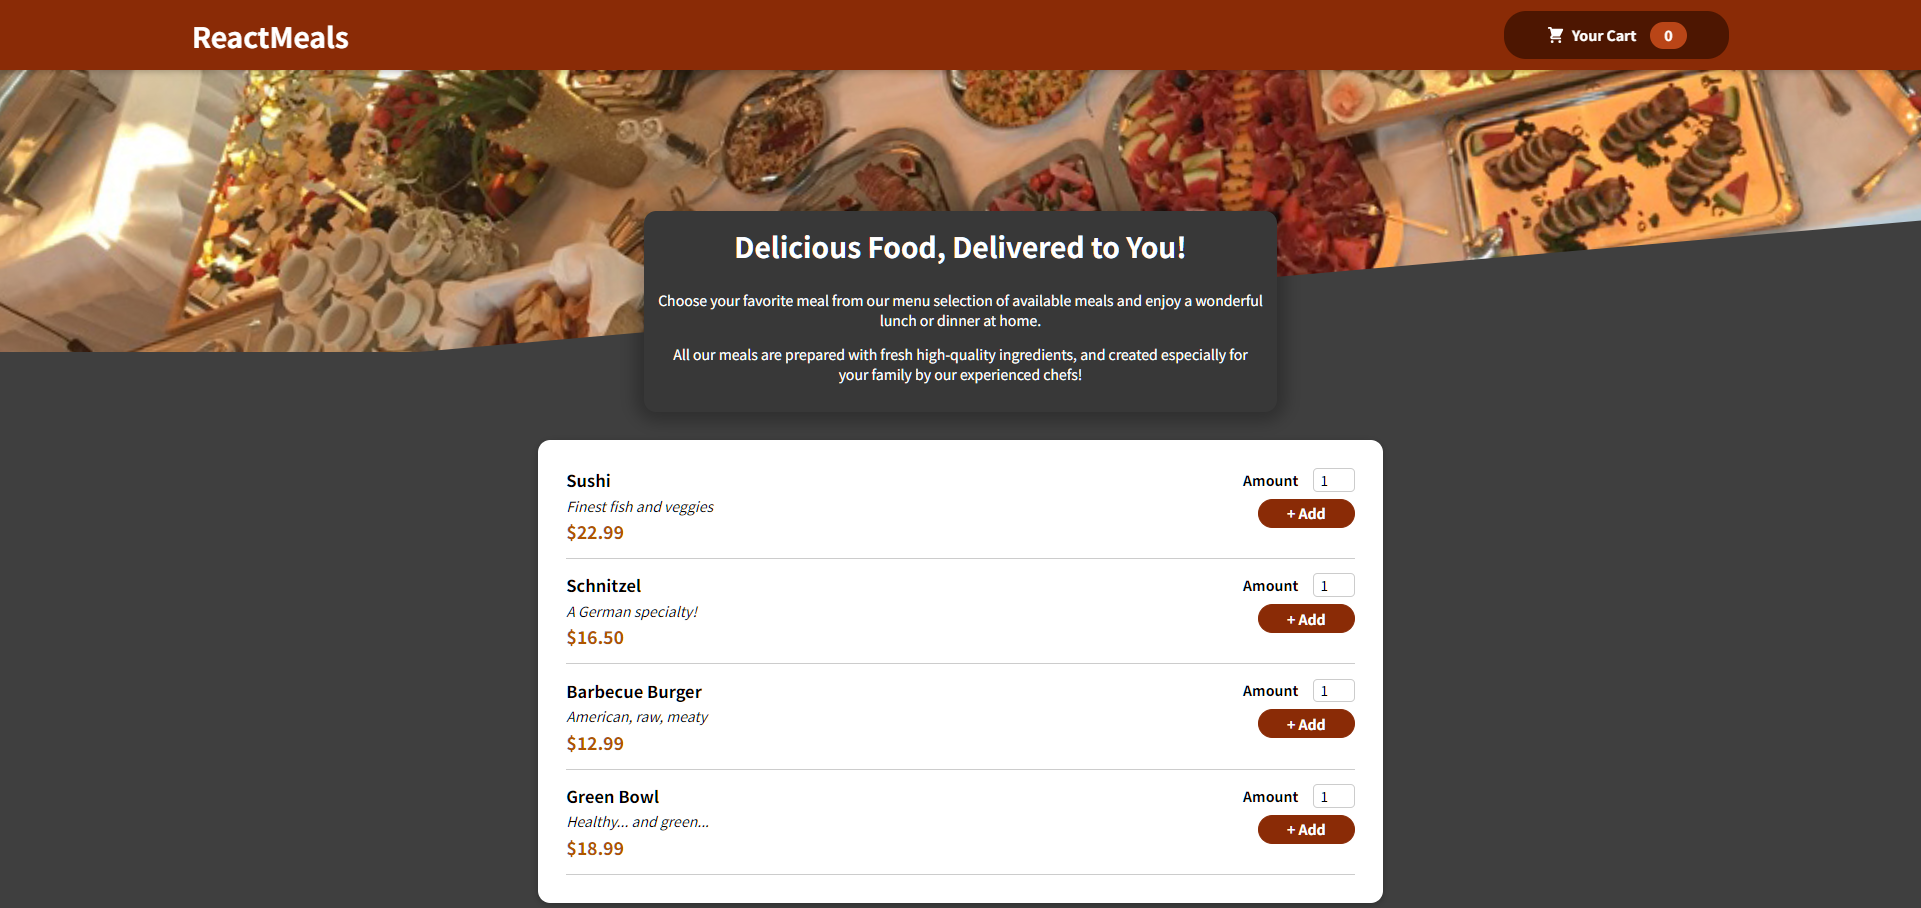 ReactMeals
Your Cart 0
Delicious Food, Delivered to You!
Choose your favorite meal from our menu selection of available meals and enjoy a wonderful
lunch or dinner at home.
All our meals are prepared with fresh high-quality ingredients, and created especially for
your family by our experienced chefs!
Sushi
Finest fish and veggies
$22.99
Amount 1
+ Add
Schnitzel
A German specialty!
$16.50
Amount 1
+ Add
Barbecue Burger
American, raw, meaty
$12.99
Amount 1
+ Add
Green Bowl
Healthy... and green...
$18.99
Amount 1
+ Add